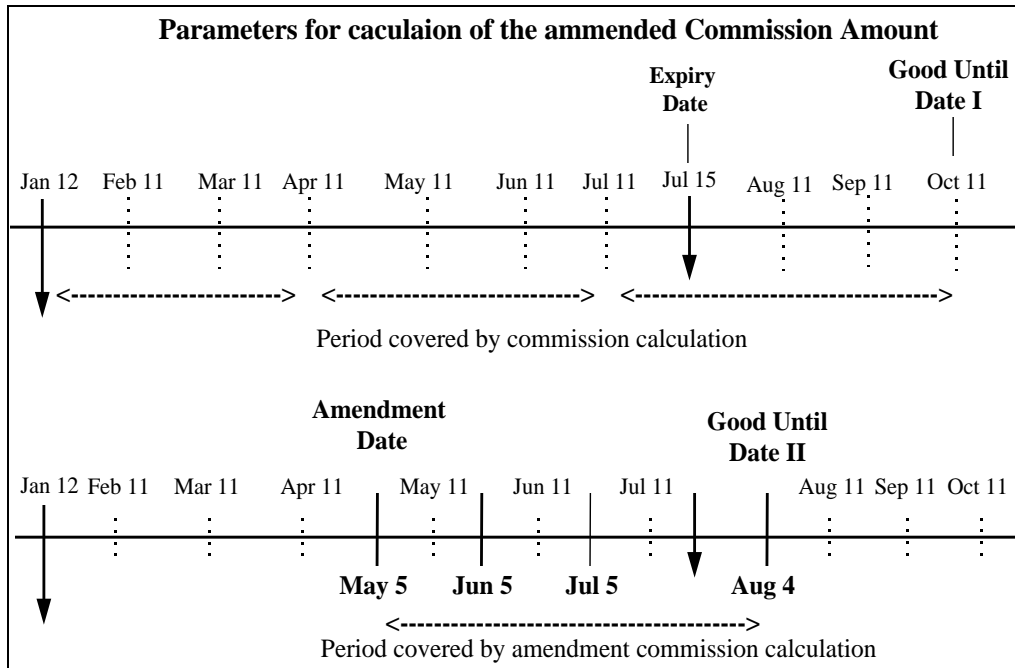 Parameters for caculaion of the ammended Commission Amount
Expiry
Date
Good Until
Date I
Jan 12 Feb 11 Mar 11 Apr 11 May 11 Jun 11 Jul 11 Jul 15 Aug 11 Sep 11 Oct 11
Period covered by commission calculation
Amendment
Date
Good Until
Date II
Jan 12 Feb 11 Mar 11 Apr 11 May 11 Jun 11 Jul 11 Aug 11 Sep 11 Oct 11
May 5 Jun 5 Jul 5 Aug 4
Period covered by amendment commission calculation